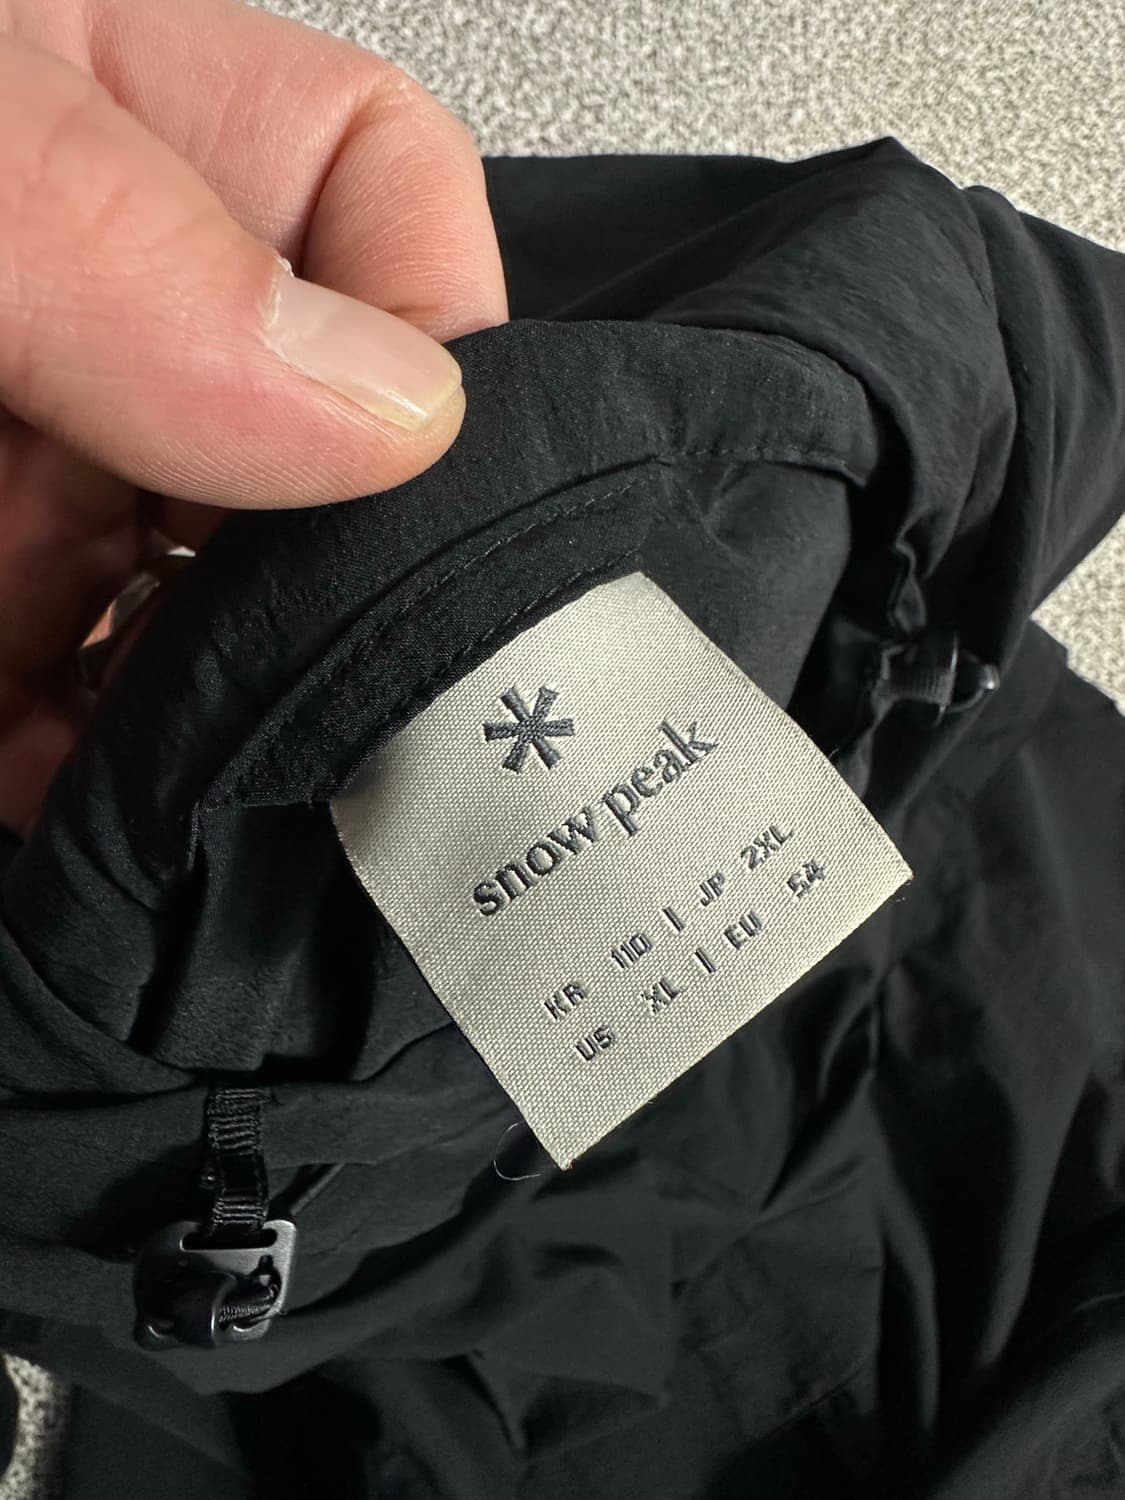 snow peak
KR 110 | JP 2XL
US XL | EU 54